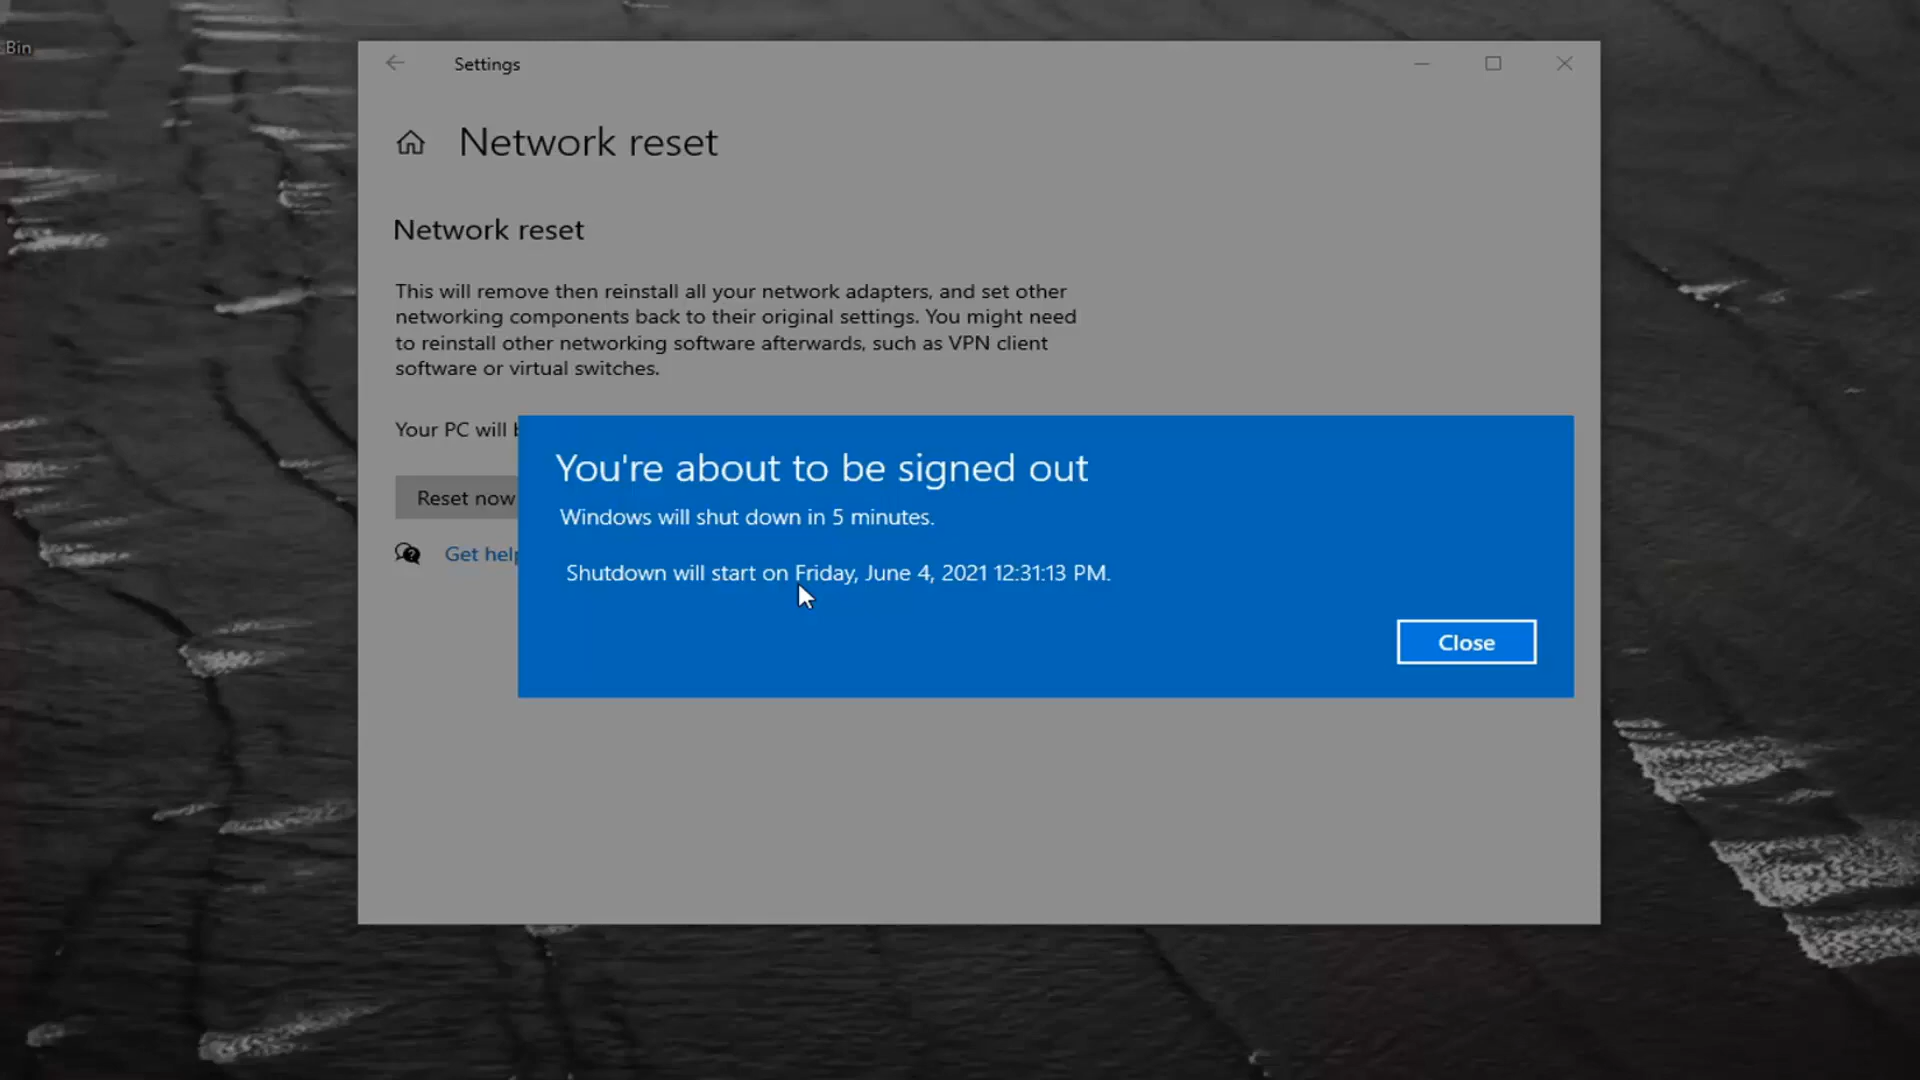 Bin
Settings
Network reset
Network reset
This will remove then reinstall all your network adapters, and set other
networking components back to their original settings. You might need
to reinstall other networking software afterwards, such as VPN client
software or virtual switches.
Your PC will
You're about to be signed out
Windows will shut down in 5 minutes.
Reset now
Get help
Shutdown will start on Friday, June 4, 2021 12:31:13 PM.
Close